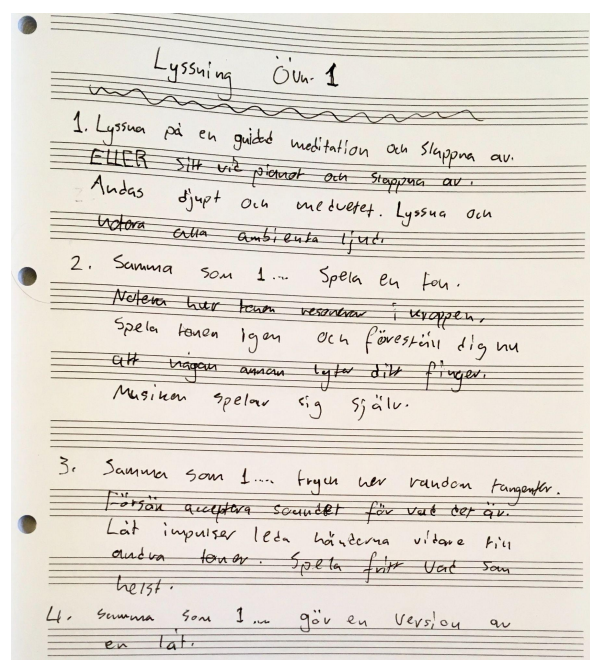 Lyssning Övn. 1
1. Lyssna på en guided meditation och slappna av.
ELLER sitt vid pianot och slappna av.
Andas djupt och medvetet. Lyssna och
notera alla ambienta ljud.
2. Samma som 1... Spela en ton.
Notera hur tonen resonerar i kroppen.
Spela tonen igen och föreställ dig nu
att någon annan lyfter ditt finger.
Musiken spelar sig själv.
3. Samma som 1.... tryck ner random tangenter.
Försök acceptera soundet för vad det är.
Låt impulser leda händerna vidare till
andra toner. Spela fritt vad som
helst.
4. Samma som 1... gör en version av
en låt.